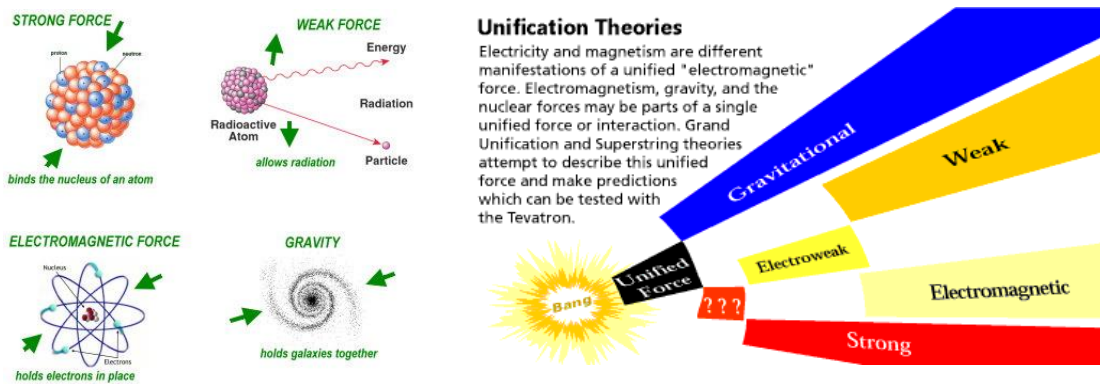 STRONG FORCE
proton
neutron
binds the nucleus of an atom
WEAK FORCE
Energy
Radiation
Radioactive
Atom
Particle
allows radiation
ELECTROMAGNETIC FORCE
Nucleus
Electrons
holds electrons in place
GRAVITY
holds galaxies together
Unification Theories
Electricity and magnetism are different
manifestations of a unified "electromagnetic"
force. Electromagnetism, gravity, and the
nuclear forces may be parts of a single
unified force or interaction. Grand
Unification and Superstring theories
attempt to describe this unified
force and make predictions
which can be tested with
the Tevatron.
Bang
Unified
Force
? ? ?
Gravitational
Weak
Electroweak
Electromagnetic
Strong